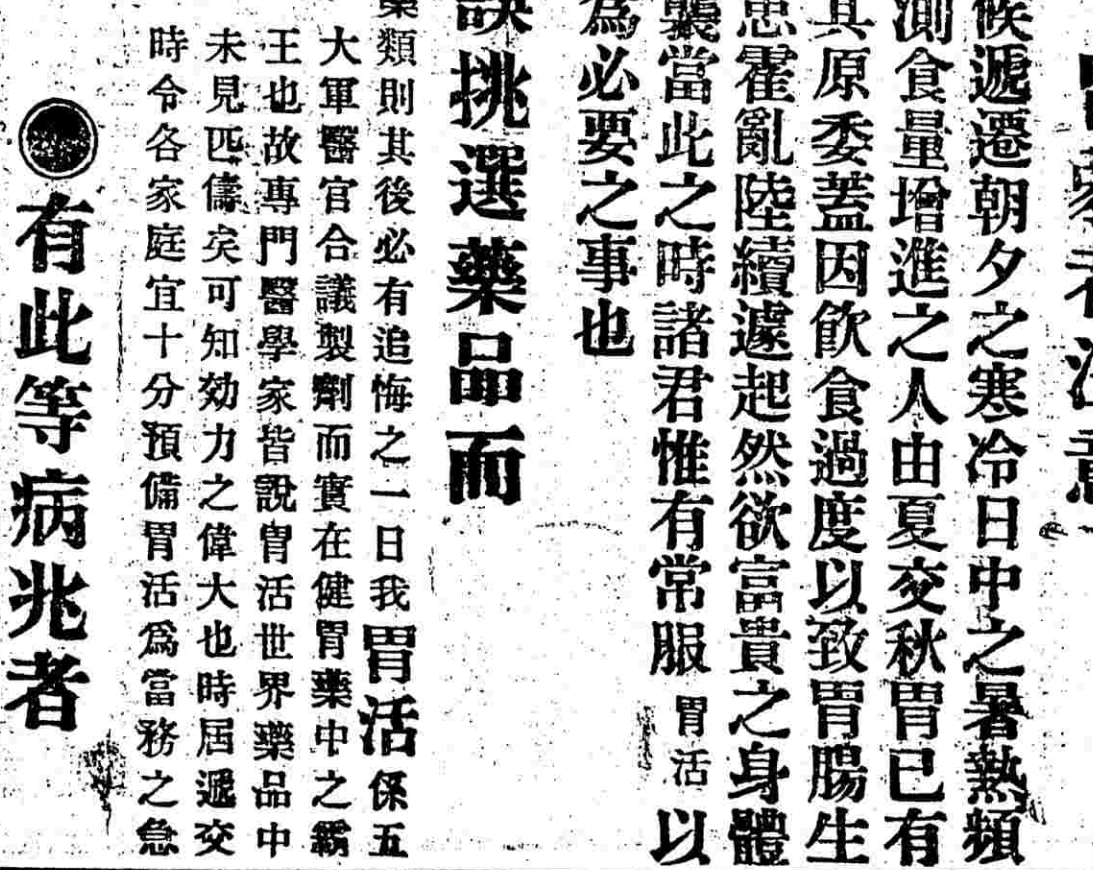 者注意
候遞遷朝夕之寒冷日中之暑熱頻
測食量增進之人由夏交秋胃已有
其原委蓋因飲食過度以致胃腸生
患霍亂陸續遽起然欲富貴之身體
襲當此之時諸君惟有常服胃活以
為必要之事也
訣挑選藥品而
藥類則其後必有追悔之一日我胃活係五
大軍醫官合議製劑而實在健胃藥中之霸
王也故專門醫學家皆說胃活世界藥品中
未見匹儔矣可知効力之偉大也時居遞交
時令各家庭宜十分預備胃活爲當務之急
有此等病兆者